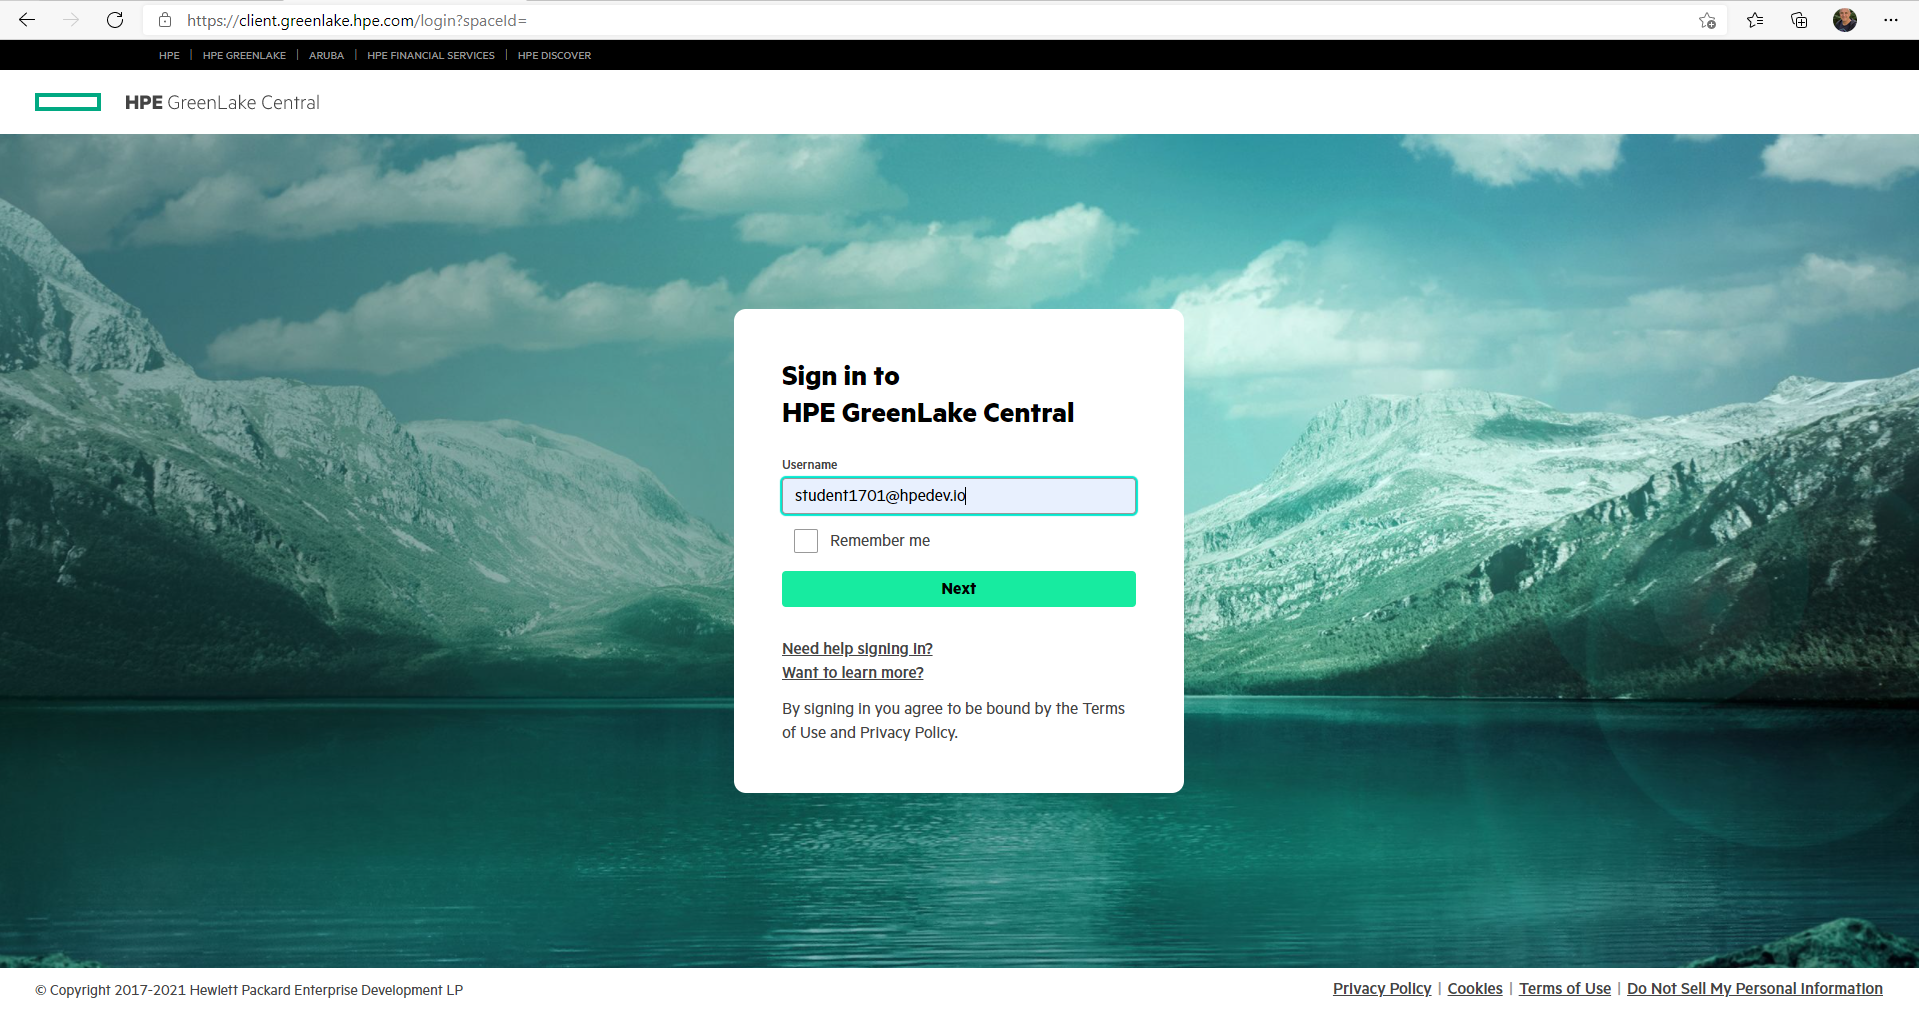 https://client.greenlake.hpe.com/login?spaceId=
HPE | HPE GREENLAKE | ARUBA | HPE FINANCIAL SERVICES | HPE DISCOVER
HPE GreenLake Central
Sign in to
HPE GreenLake Central
Username
student1701@hpedev.io
Remember me
Next
Need help signing in?
Want to learn more?
By signing in you agree to be bound by the Terms
of Use and Privacy Policy.
© Copyright 2017-2021 Hewlett Packard Enterprise Development LP
Privacy Policy | Cookies | Terms of Use | Do Not Sell My Personal Information